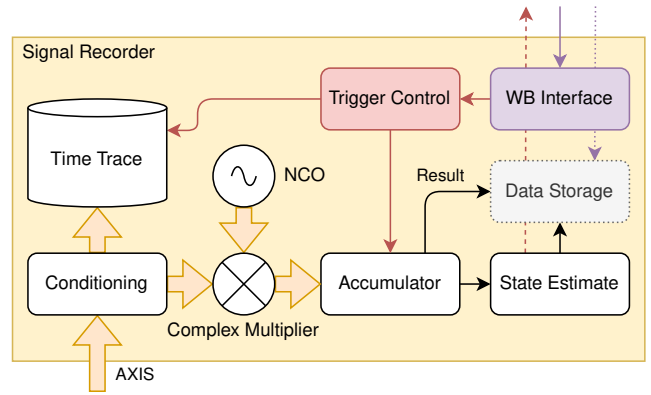 Signal Recorder
Trigger Control
WB Interface
Time Trace
NCO
Result
Data Storage
Conditioning
Accumulator
State Estimate
Complex Multiplier
AXIS